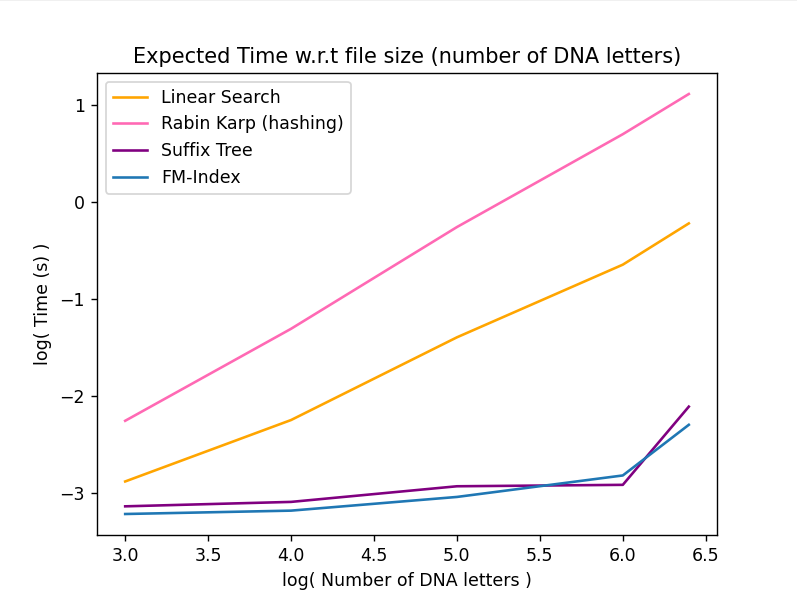 Expected Time w.r.t file size (number of DNA letters)
Linear Search
Rabin Karp (hashing)
Suffix Tree
FM-Index
1
0
−1
−2
−3
log( Time (s) )
3.0 3.5 4.0 4.5 5.0 5.5 6.0 6.5
log( Number of DNA letters )